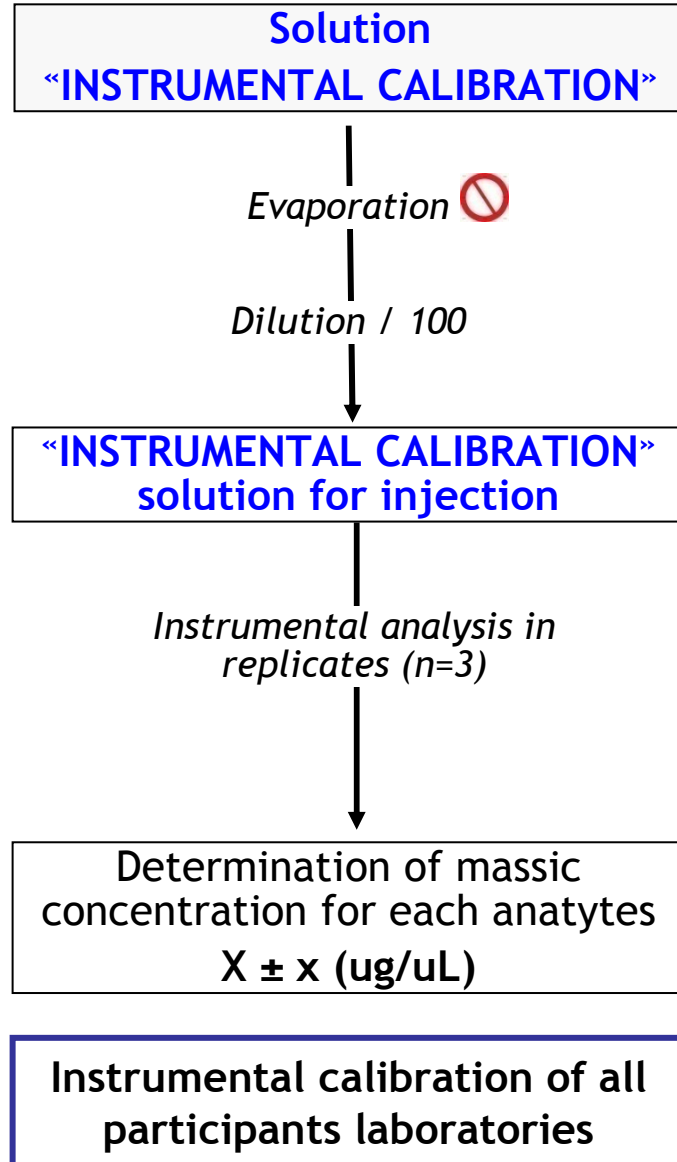 Solution
“INSTRUMENTAL CALIBRATION”
Evaporation
Dilution / 100
“INSTRUMENTAL CALIBRATION”
solution for injection
Instrumental analysis in
replicates (n=3)
Determination of massic
concentration for each anatytes
X ± x (ug/uL)
Instrumental calibration of all
participants laboratories